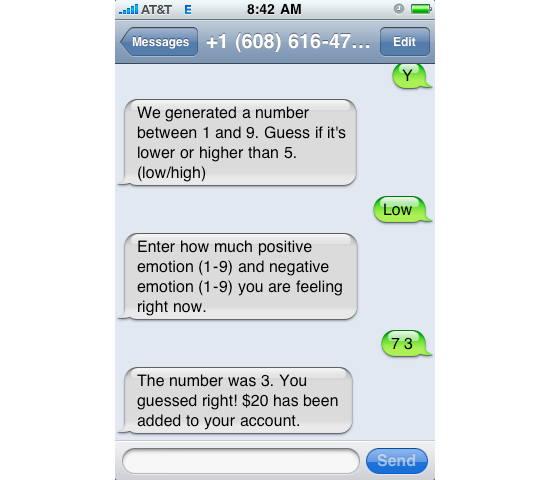 AT&T E 8:42 AM
Messages +1 (608) 616-47... Edit
Y
We generated a number
between 1 and 9. Guess if it's
lower or higher than 5.
(low/high)
Low
Enter how much positive
emotion (1-9) and negative
emotion (1-9) you are feeling
right now.
7 3
The number was 3. You
guessed right! $20 has been
added to your account.
Send